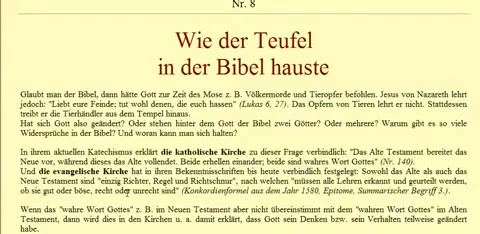 Nr. 8
Wie der Teufel
in der Bibel hauste
Glaubt man der Bibel, dann hätte Gott zur Zeit des Mose z. B. Völkermorde und Tieropfer befohlen. Jesus von Nazareth lehrt
jedoch: "Liebt eure Feinde; tut wohl denen, die euch hassen" (Lukas 6, 27). Das Opfern von Tieren lehrt er nicht. Stattdessen
treibt er die Tierhändler aus dem Tempel hinaus.
Hat sich Gott also geändert? Oder stehen hinter dem Gott der Bibel zwei Götter? Oder mehrere? Warum gibt es so viele
Widersprüche in der Bibel? Und woran kann man sich halten?
In ihrem aktuellen Katechismus erklärt die katholische Kirche zu dieser Frage verbindlich: "Das Alte Testament bereitet das
Neue vor, während dieses das Alte vollendet. Beide erhellen einander; beide sind wahres Wort Gottes" (Nr. 140).
Und die evangelische Kirche hat in ihren Bekenntnisschriften bis heute verbindlich festgelegt: Sowohl das Alte als auch das
Neue Testament sind "einzig Richter, Regel und Richtschnur", nach welchen "müssen alle Lehren erkannt und geurteilt werden,
ob sie gut oder böse, recht oder unrecht sind" (Konkordienformel aus dem Jahr 1580, Epitome, Summarischer Begriff 3.).
Wenn das "wahre Wort Gottes" z. B. im Neuen Testament aber nicht übereinstimmt mit dem "wahren Wort Gottes" im Alten
Testament, dann wird dies in den Kirchen u. a. damit erklärt, dass Gott sein Denken bzw. sein Verhalten teilweise geändert
habe.